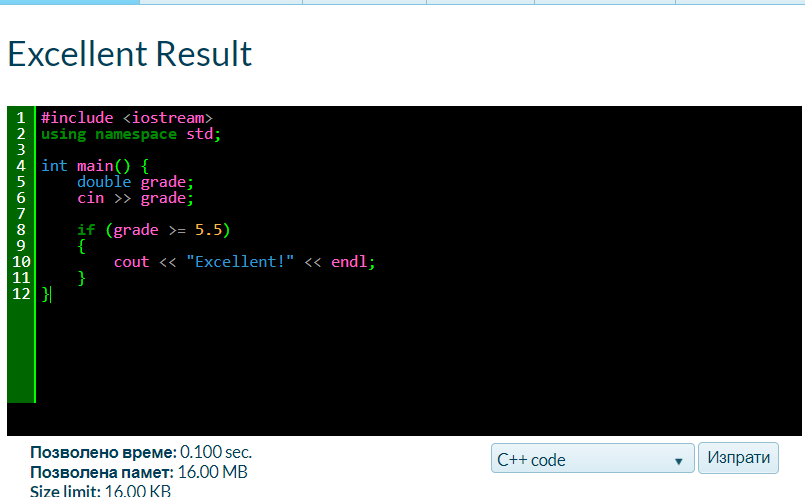 Excellent Result
1 #include <iostream>
2 using namespace std;
3
4 int main() {
5     double grade;
6     cin >> grade;
7
8     if (grade >= 5.5)
9     {
10         cout << "Excellent!" << endl;
11     }
12 }
Позволено време: 0.100 sec.
Позволена памет: 16.00 MB
Size limit: 16.00 KB
C++ code
Изпрати